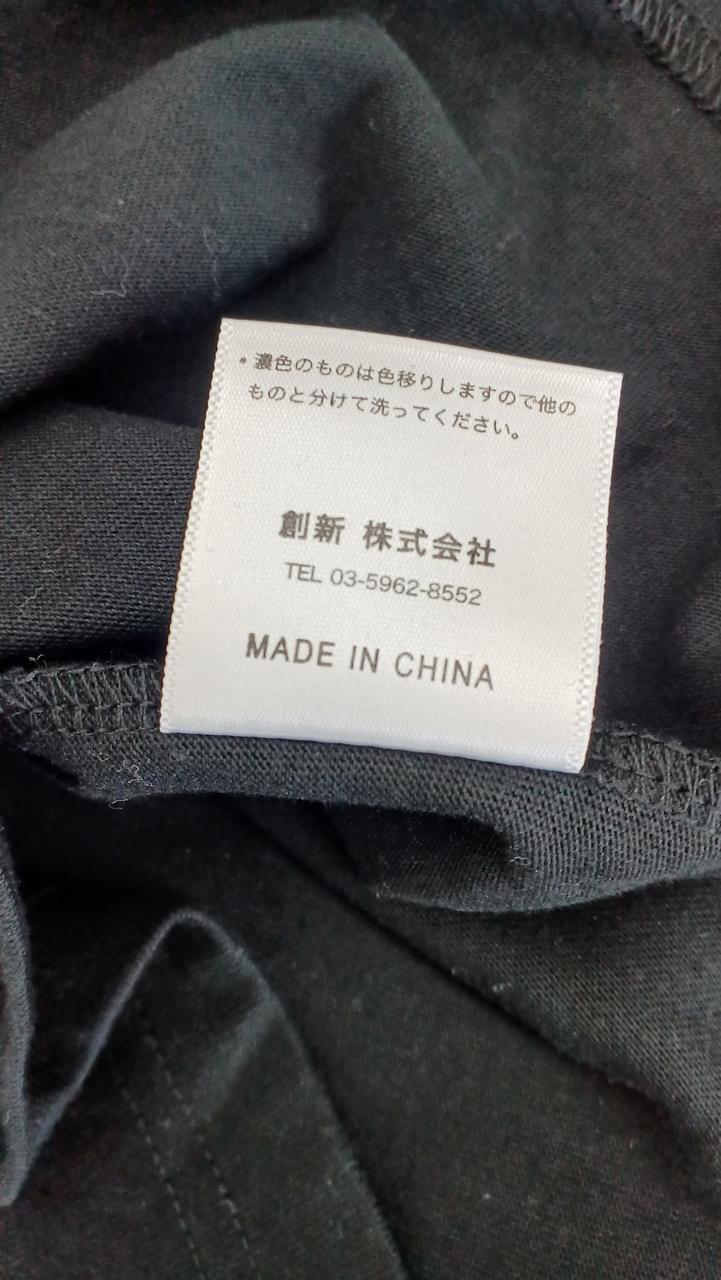 • 濃色のものは色移りしますので他の
ものと分けて洗ってください。
創新 株式会社
TEL 03-5962-8552
MADE IN CHINA